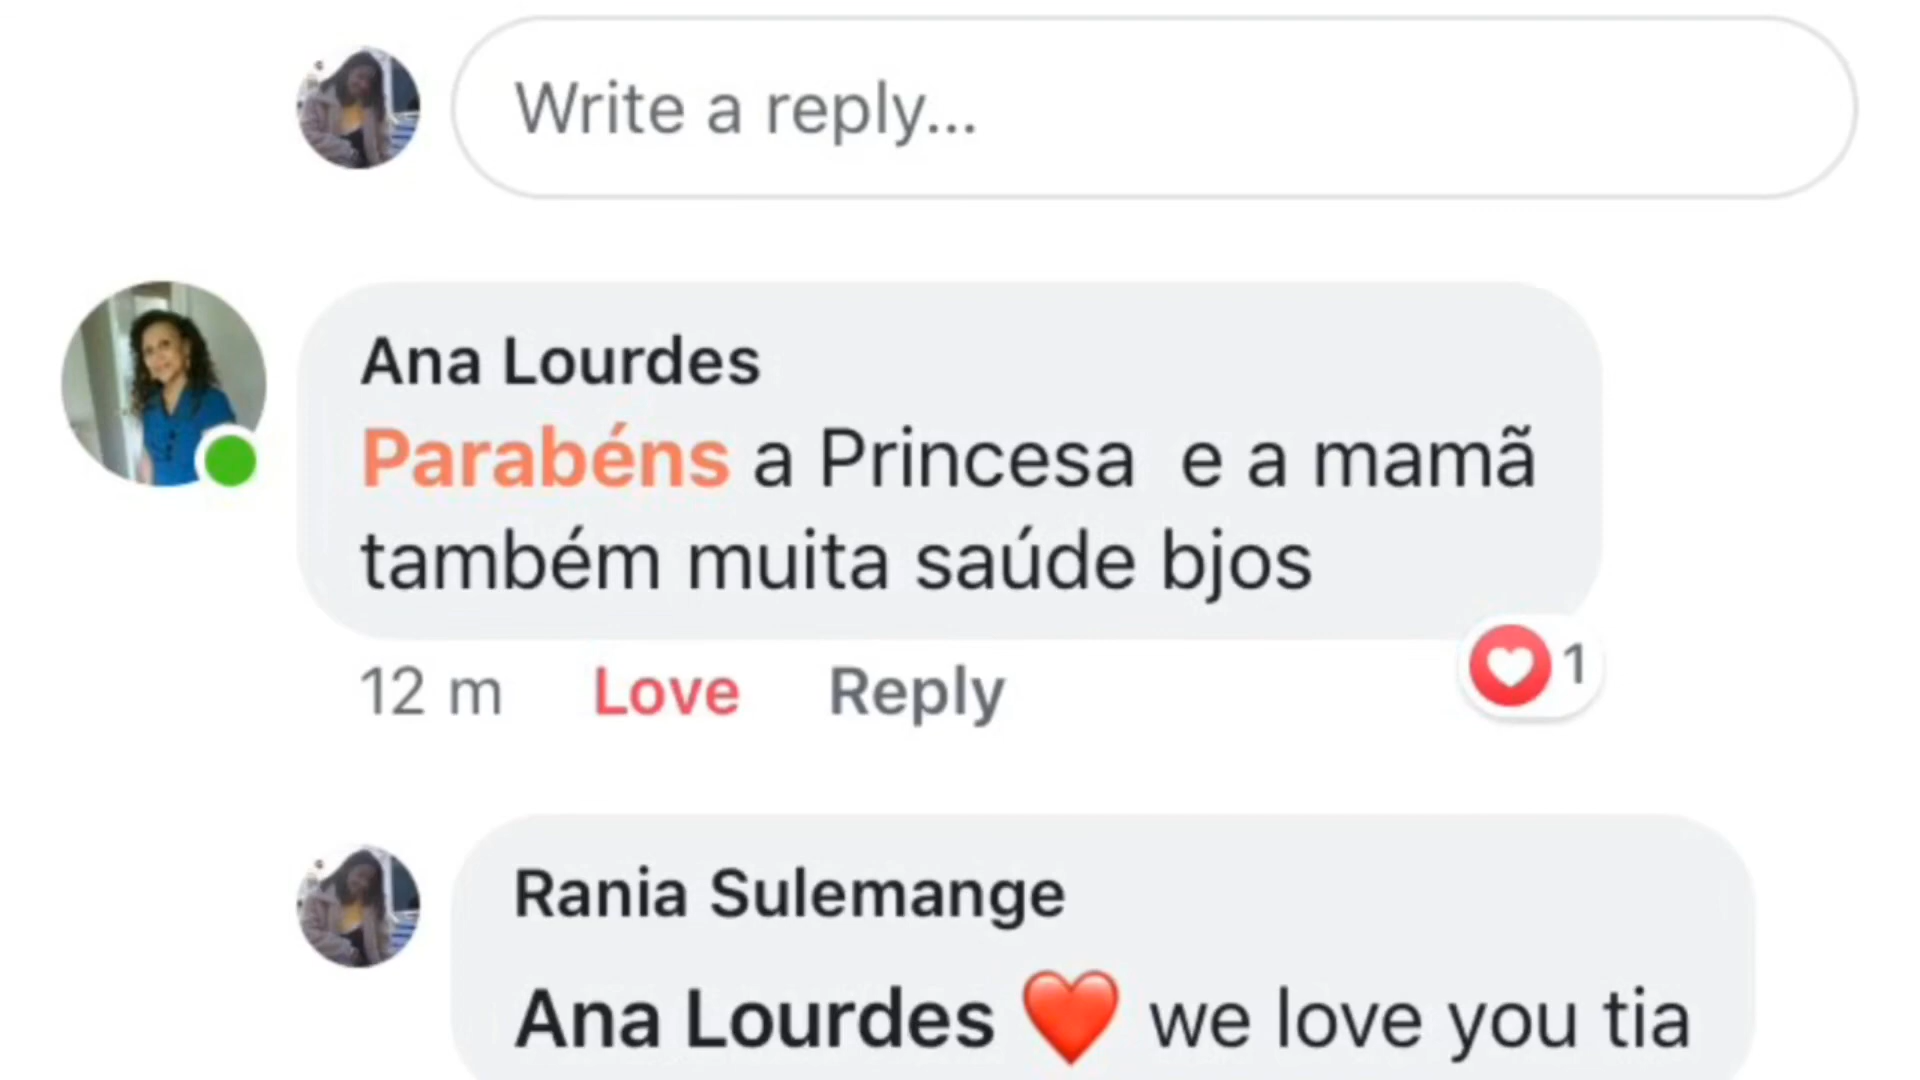 Write a reply...
Ana Lourdes
Parabéns a Princesa  e a mamã
também muita saúde bjos
12 m Love Reply
1
Rania Sulemange
Ana Lourdes ❤️ we love you tia